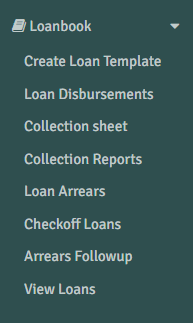 Loanbook
Create Loan Template
Loan Disbursements
Collection sheet
Collection Reports
Loan Arrears
Checkoff Loans
Arrears Followup
View Loans